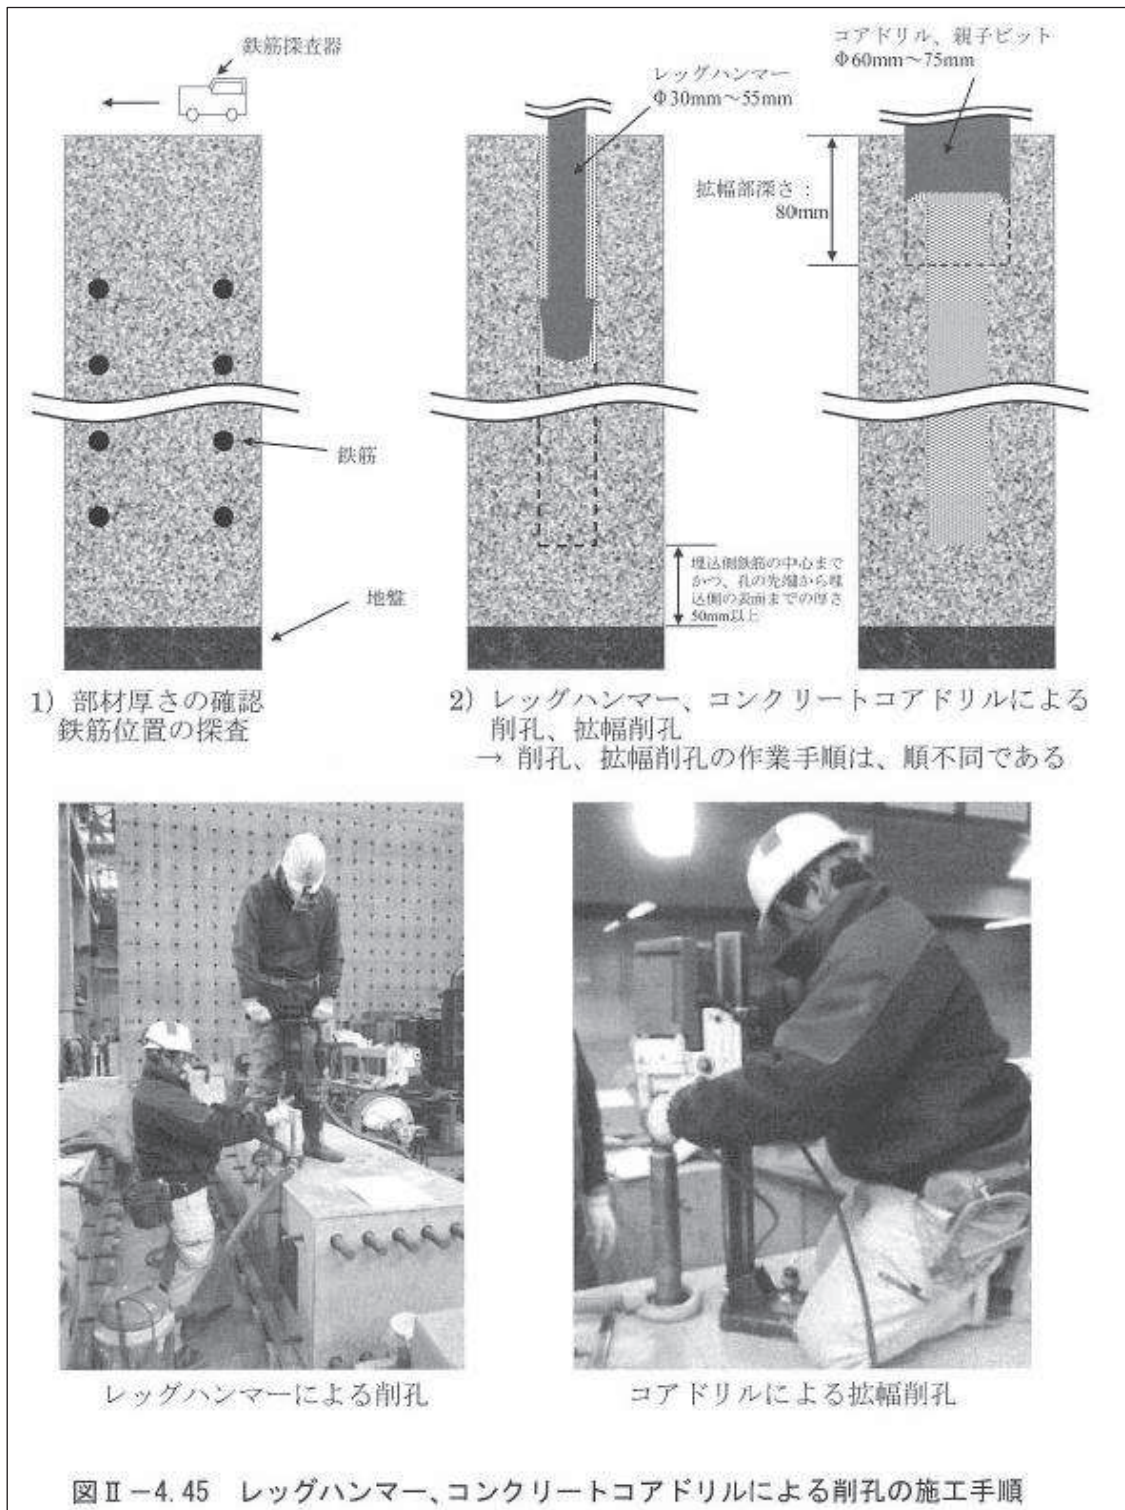 鉄筋探査器
レッグハンマー
Φ30mm～55mm
コアドリル、親子ビット
Φ60mm～75mm
拡幅部深さ：
80mm
鉄筋
地盤
埋込側鉄筋の中心まで
かつ、孔の先端から埋
込側の表面までの厚さ
50mm以上
1) 部材厚さの確認
鉄筋位置の探査
2) レッグハンマー、コンクリートコアドリルによる
削孔、拡幅削孔
→ 削孔、拡幅削孔の作業手順は、順不同である
レッグハンマーによる削孔
コアドリルによる拡幅削孔
図Ⅱ－4.45 レッグハンマー、コンクリートコアドリルによる削孔の施工手順